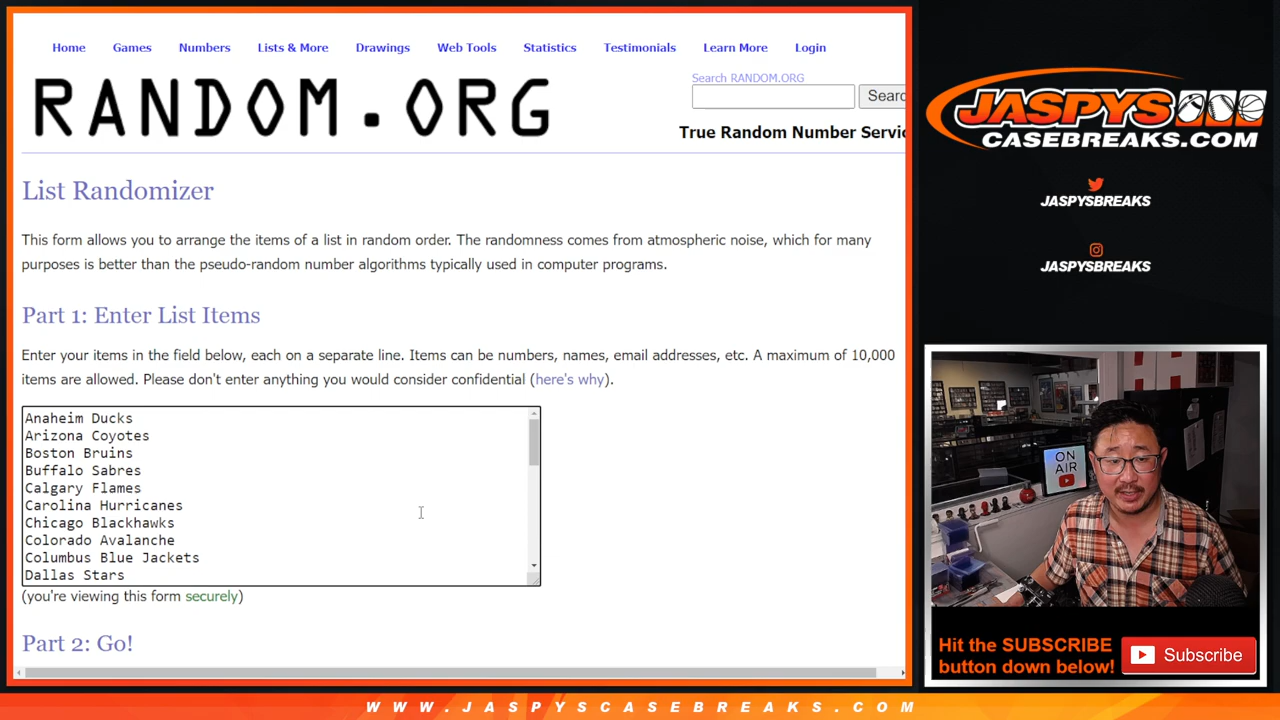 Home Games Numbers Lists & More Drawings Web Tools Statistics Testimonials Learn More Login
RANDOM.ORG
Search RANDOM.ORG
Searc
True Random Number Servic
List Randomizer
This form allows you to arrange the items of a list in random order. The randomness comes from atmospheric noise, which for many
purposes is better than the pseudo-random number algorithms typically used in computer programs.
Part 1: Enter List Items
Enter your items in the field below, each on a separate line. Items can be numbers, names, email addresses, etc. A maximum of 10,000
items are allowed. Please don't enter anything you would consider confidential (here's why).
Anaheim Ducks
Arizona Coyotes
Boston Bruins
Buffalo Sabres
Calgary Flames
Carolina Hurricanes
Chicago Blackhawks
Colorado Avalanche
Columbus Blue Jackets
Dallas Stars
(you're viewing this form securely)
Part 2: Go!
JASPYS
CASEBREAKS.COM
JASPYSBREAKS
JASPYSBREAKS
ON
AIR
Hit the SUBSCRIBE
button down below!
Subscribe
WWW.JASPYSCASEBREAKS.COM